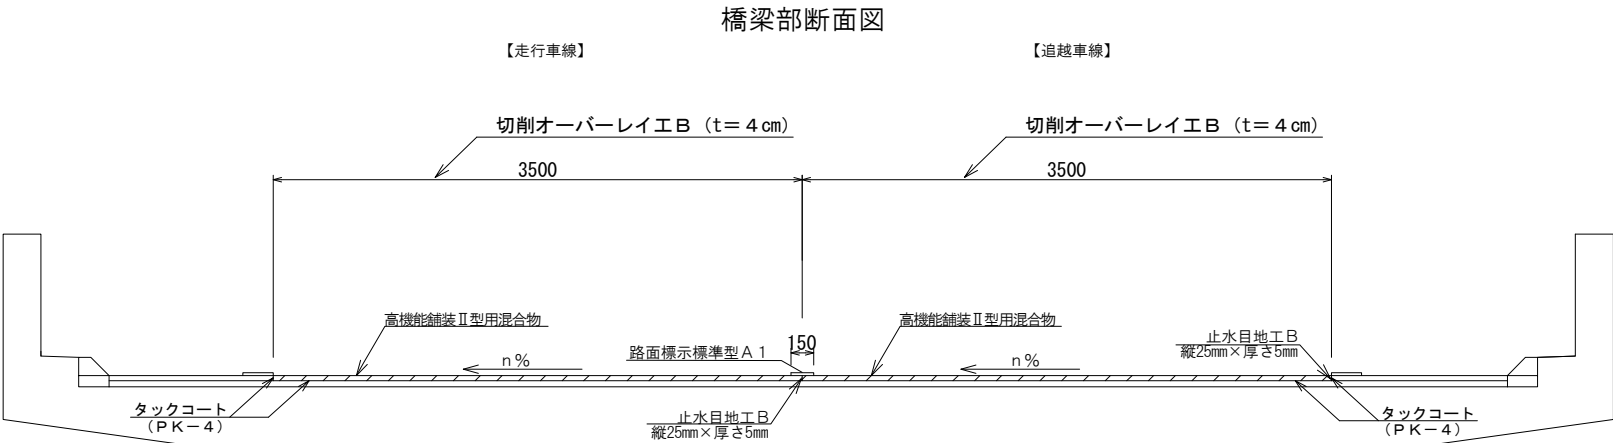 橋梁部断面図
【走行車線】
【追越車線】
切削オーバーレイ工B（t＝４㎝）
切削オーバーレイ工B（t＝４㎝）
3500
3500
高機能舗装Ⅱ型用混合物
高機能舗装Ⅱ型用混合物
止水目地工Ｂ
縦25mm×厚さ5mm
150
路面標示標準型Ａ１
n％
n％
タックコート
（ＰＫ－４）
止水目地工Ｂ
縦25mm×厚さ5mm
タックコート
（ＰＫ－４）